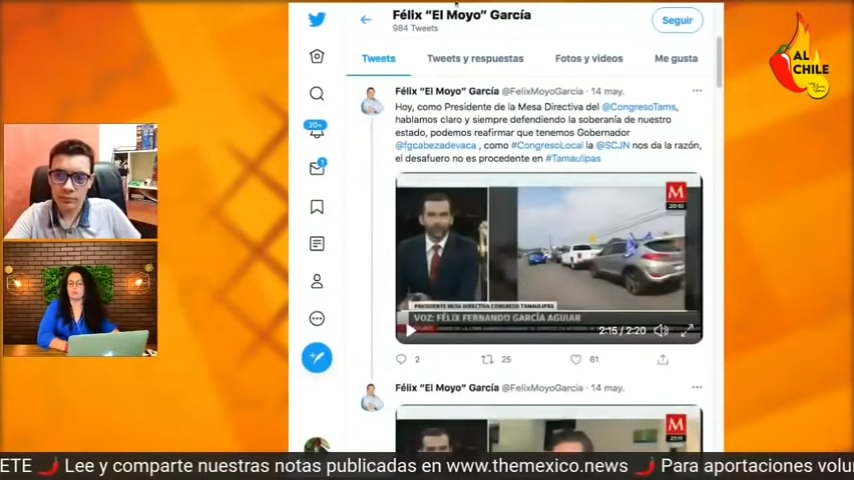 Félix "El Moyo" García
984 Tweets
Seguir
AL
CHILE
Tweets
Tweets y respuestas
Fotos y videos
Me gusta
Félix "El Moyo" García @FelixMoyoGarcia · 14 may.
Hoy, como Presidente de la Mesa Directiva del @CongresoTams,
hablamos claro y siempre defendiendo la soberanía de nuestro
estado, podemos reafirmar que tenemos Gobernador
@fgcabezadevaca , como #CongresoLocal la @SCJN nos da la razón,
el desafuero no es procedente en #Tamaulipas
20+
1
M
20:10
PRESIDENTE MESA DIRECTIVA CONGRESO TAMAULIPAS
VOZ: FÉLIX FERNANDO GARCÍA AGUIAR
2:15 / 2:20
2
25
61
Félix "El Moyo" García @FelixMoyoGarcia · 14 may.
M
ETE 🌶️ Lee y comparte nuestras notas publicadas en www.themexico.news 🌶️ Para aportaciones volun